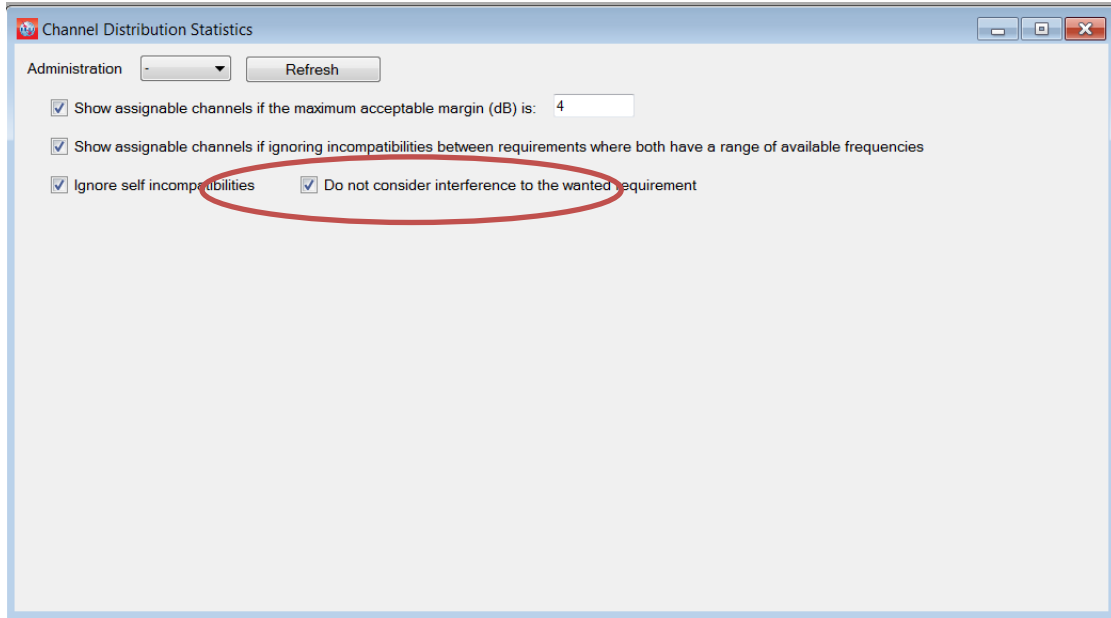 Channel Distribution Statistics
Administration - Refresh
Show assignable channels if the maximum acceptable margin (dB) is: 4
Show assignable channels if ignoring incompatibilities between requirements where both have a range of available frequencies
Ignore self incompatibilities Do not consider interference to the wanted requirement